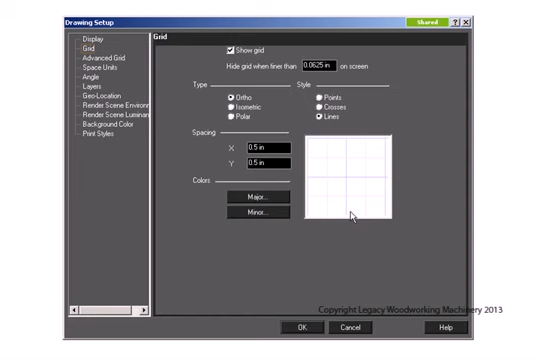 Drawing Setup
Shared
?
Display
Grid
Advanced Grid
Space Units
Angle
Layers
Geo-Location
Render Scene Environm
Render Scene Luminan
Background Color
Print Styles
Grid
Show grid
Hide grid when finer than 0.0625 in on screen
Type Style
Ortho Points
Isometric Crosses
Polar Lines
Spacing
X 0.5 in
Y 0.5 in
Colors
Major...
Minor...
Copyright Legacy Woodworking Machinery 2013
OK Cancel Help